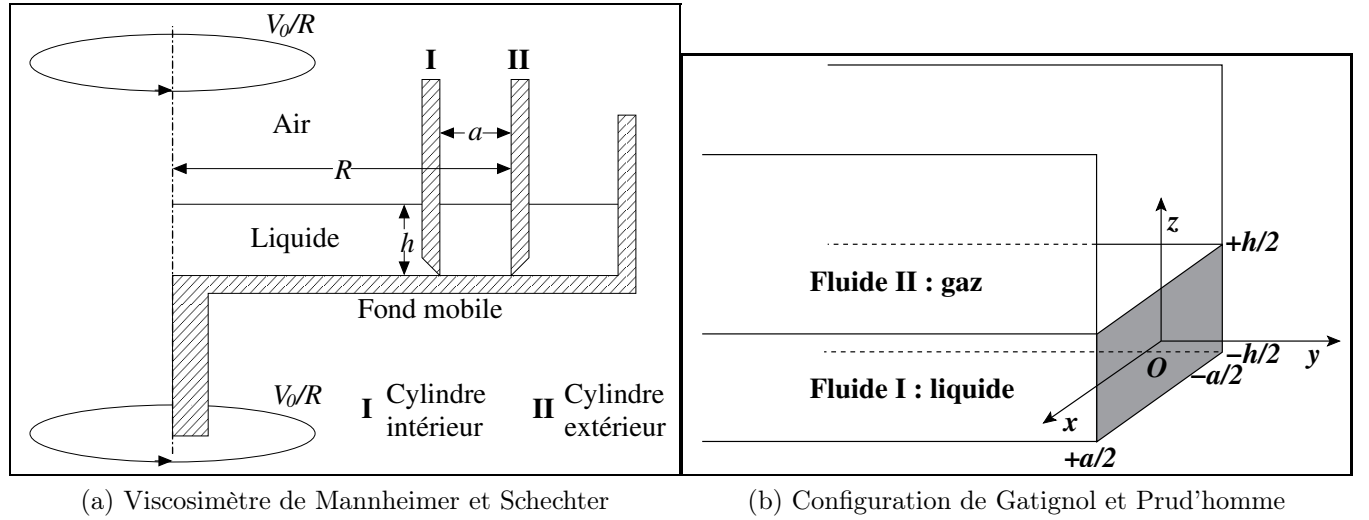 V₀/R
I II
Air
a
R
Liquide
h
Fond mobile
V₀/R
I Cylindre intérieur
II Cylindre extérieur
z
+h/2
Fluide II : gaz
y
O
-h/2
-a/2
Fluide I : liquide
x
+a/2
(a) Viscosimètre de Mannheimer et Schechter
(b) Configuration de Gatignol et Prud'homme